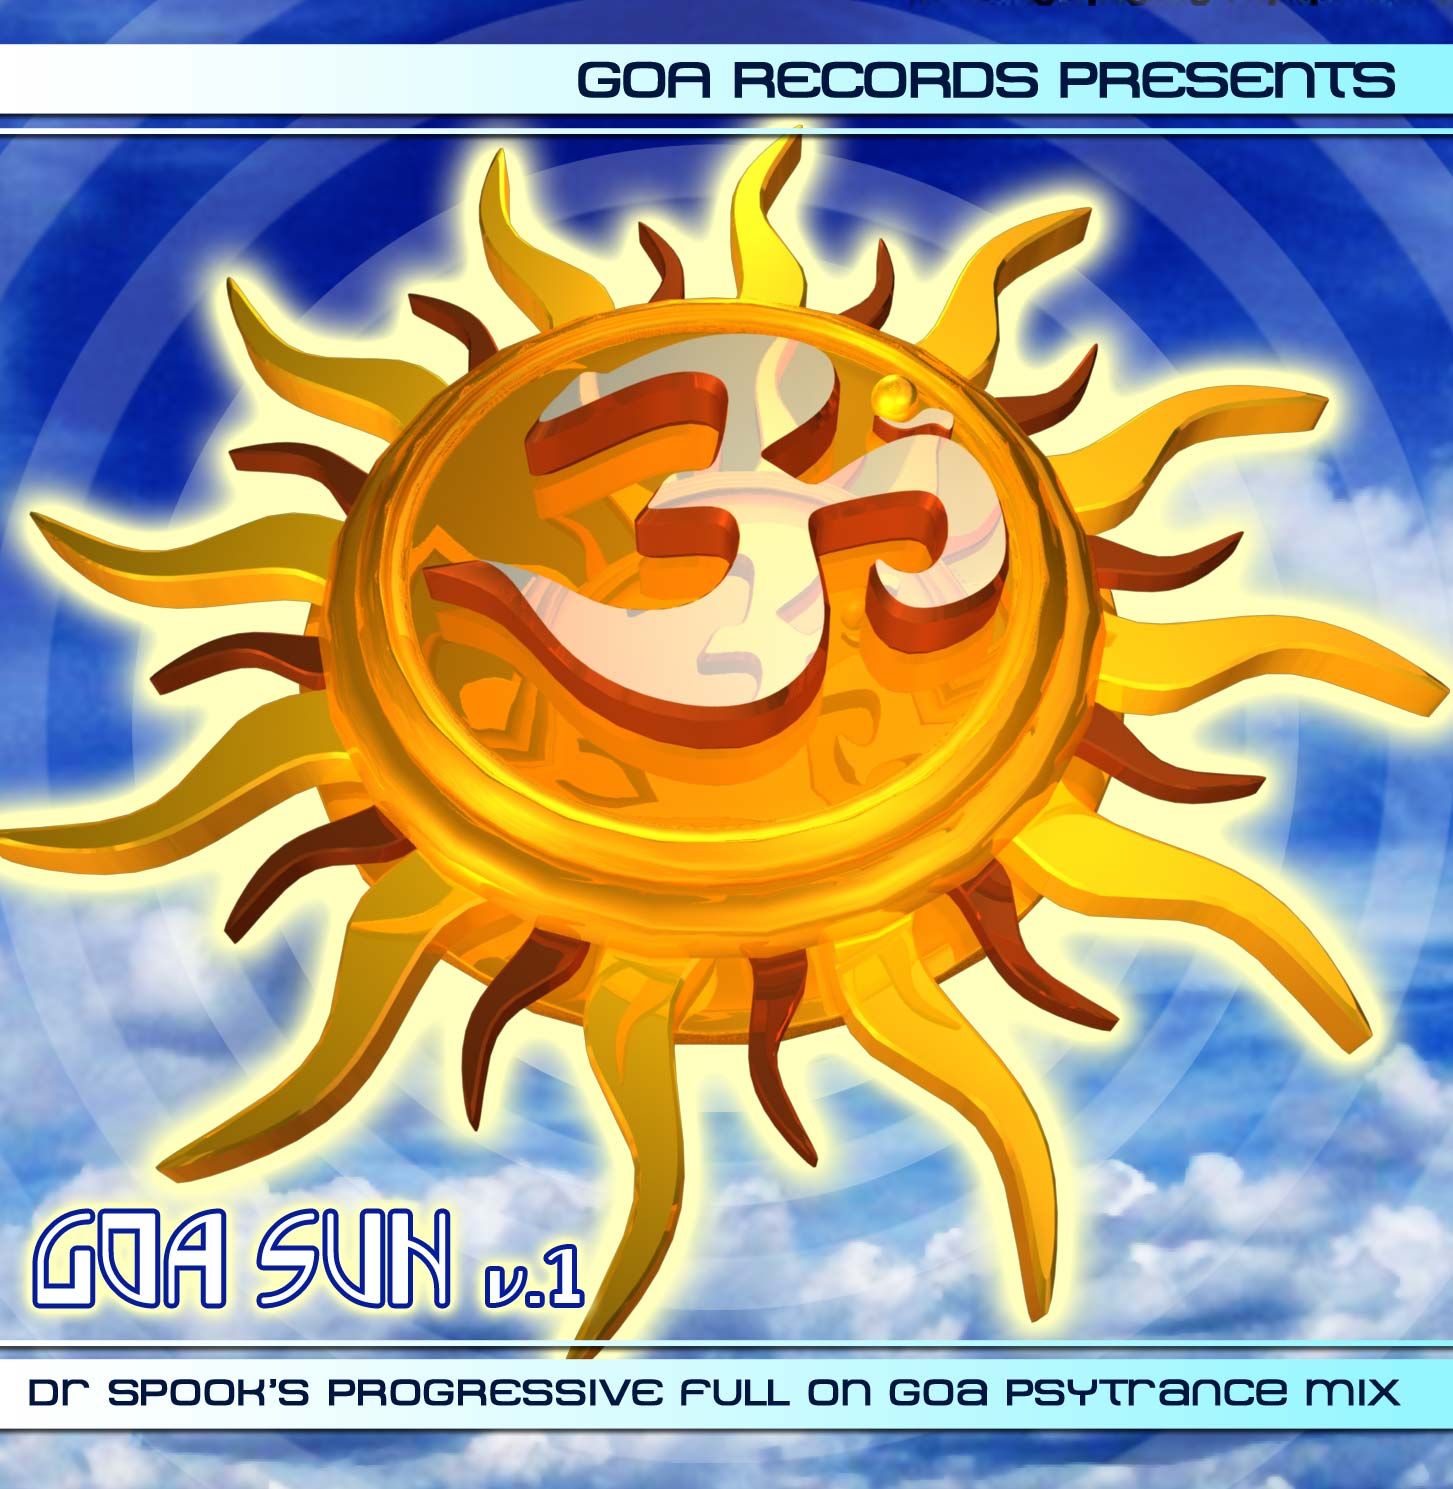 GOA RECORDS PRESENTS
ॐ
GOA SUN v.1
Dr SPOOK'S PROGRESSIVE FULL ON GOa PSYTrance MIX